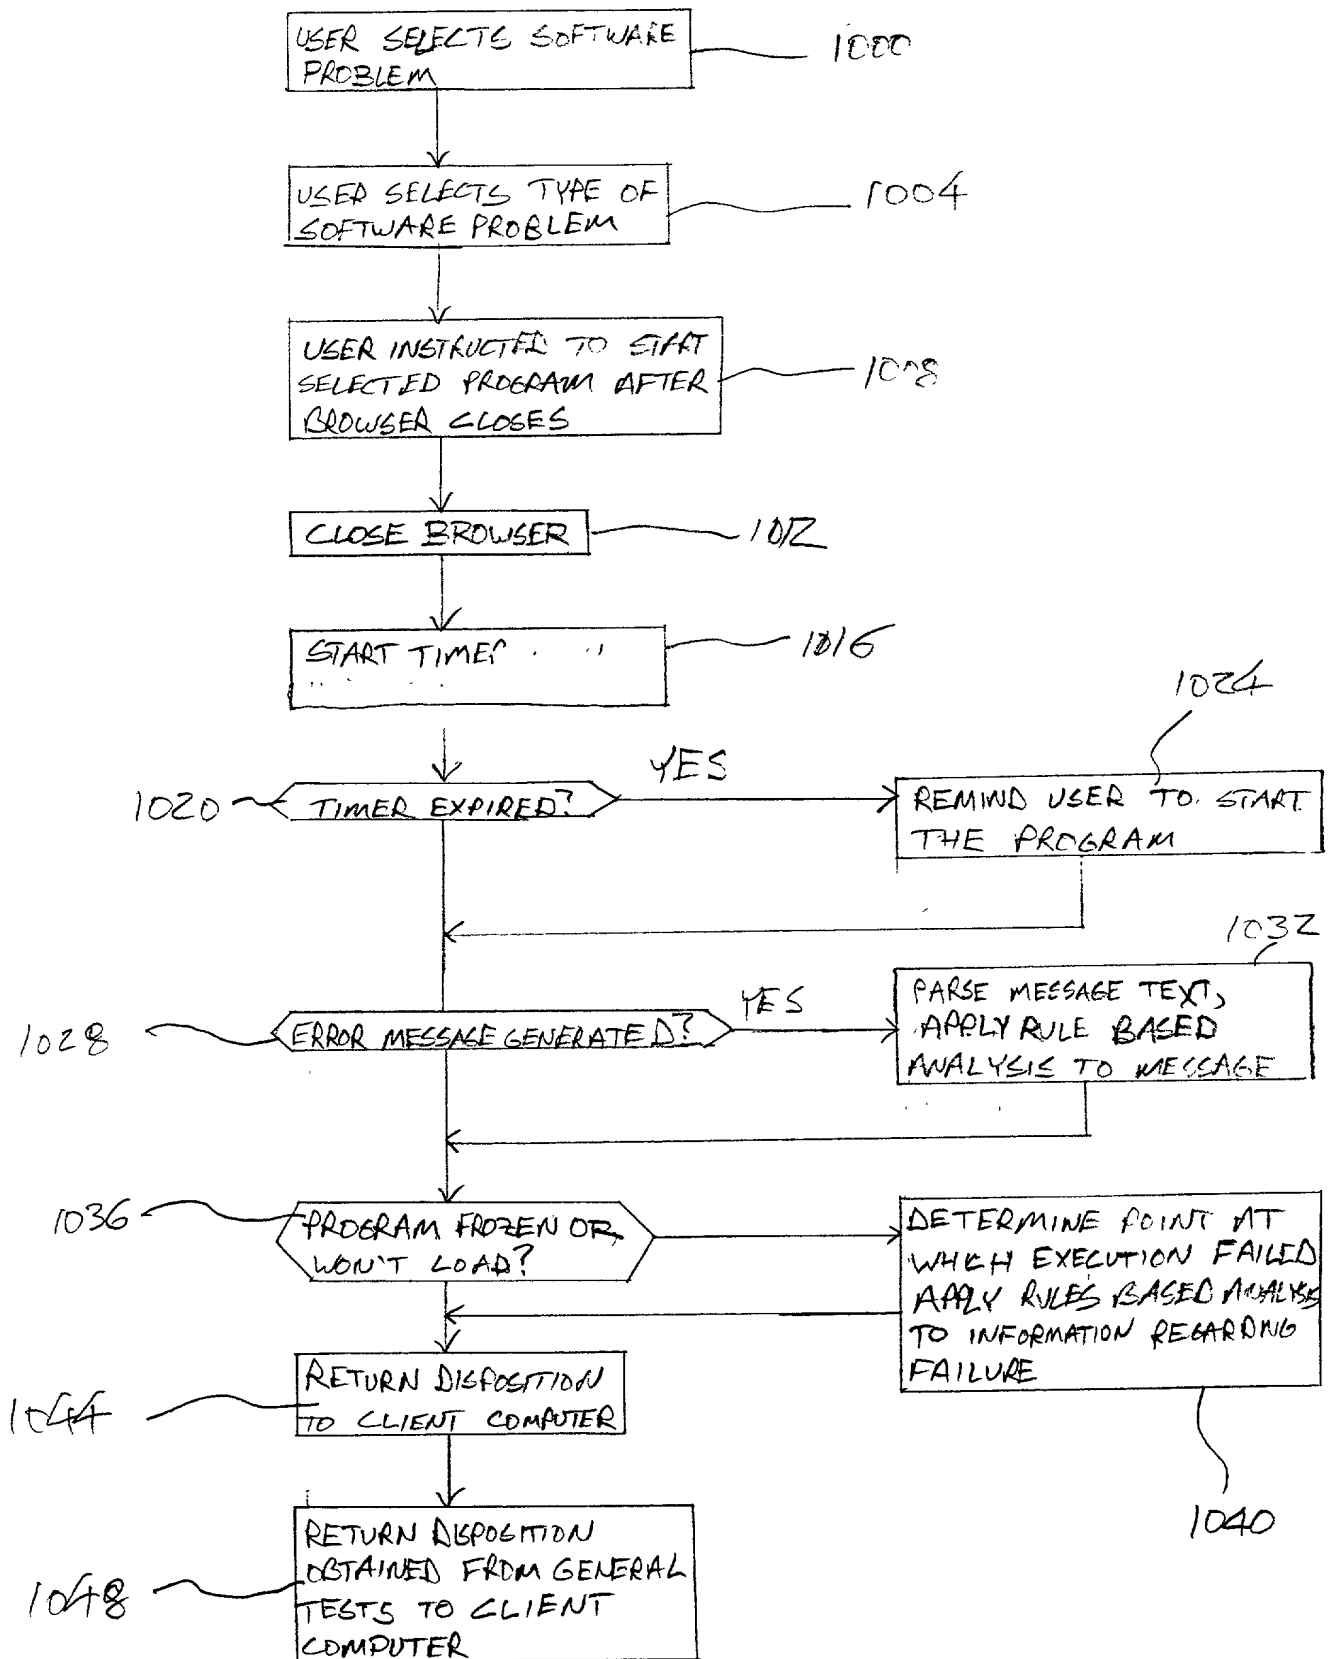 USER SELECTS SOFTWARE
PROBLEM
1000
USER SELECTS TYPE OF
SOFTWARE PROBLEM
1004
USER INSTRUCTED TO START
SELECTED PROGRAM AFTER
BROWSER CLOSES
1008
CLOSE BROWSER
1012
START TIMER
1016
1024
YES
1020
TIMER EXPIRED?
REMIND USER TO START
THE PROGRAM
1032
YES
1028
ERROR MESSAGE GENERATED?
PARSE MESSAGE TEXT,
APPLY RULE BASED
ANALYSIS TO MESSAGE
1036
PROGRAM FROZEN OR
WON'T LOAD?
DETERMINE POINT AT
WHICH EXECUTION FAILED
APPLY RULES BASED ANALYSIS
TO INFORMATION REGARDING
FAILURE
1040
RETURN DISPOSITION
TO CLIENT COMPUTER
1044
RETURN DISPOSITION
OBTAINED FROM GENERAL
TESTS TO CLIENT
COMPUTER
1048